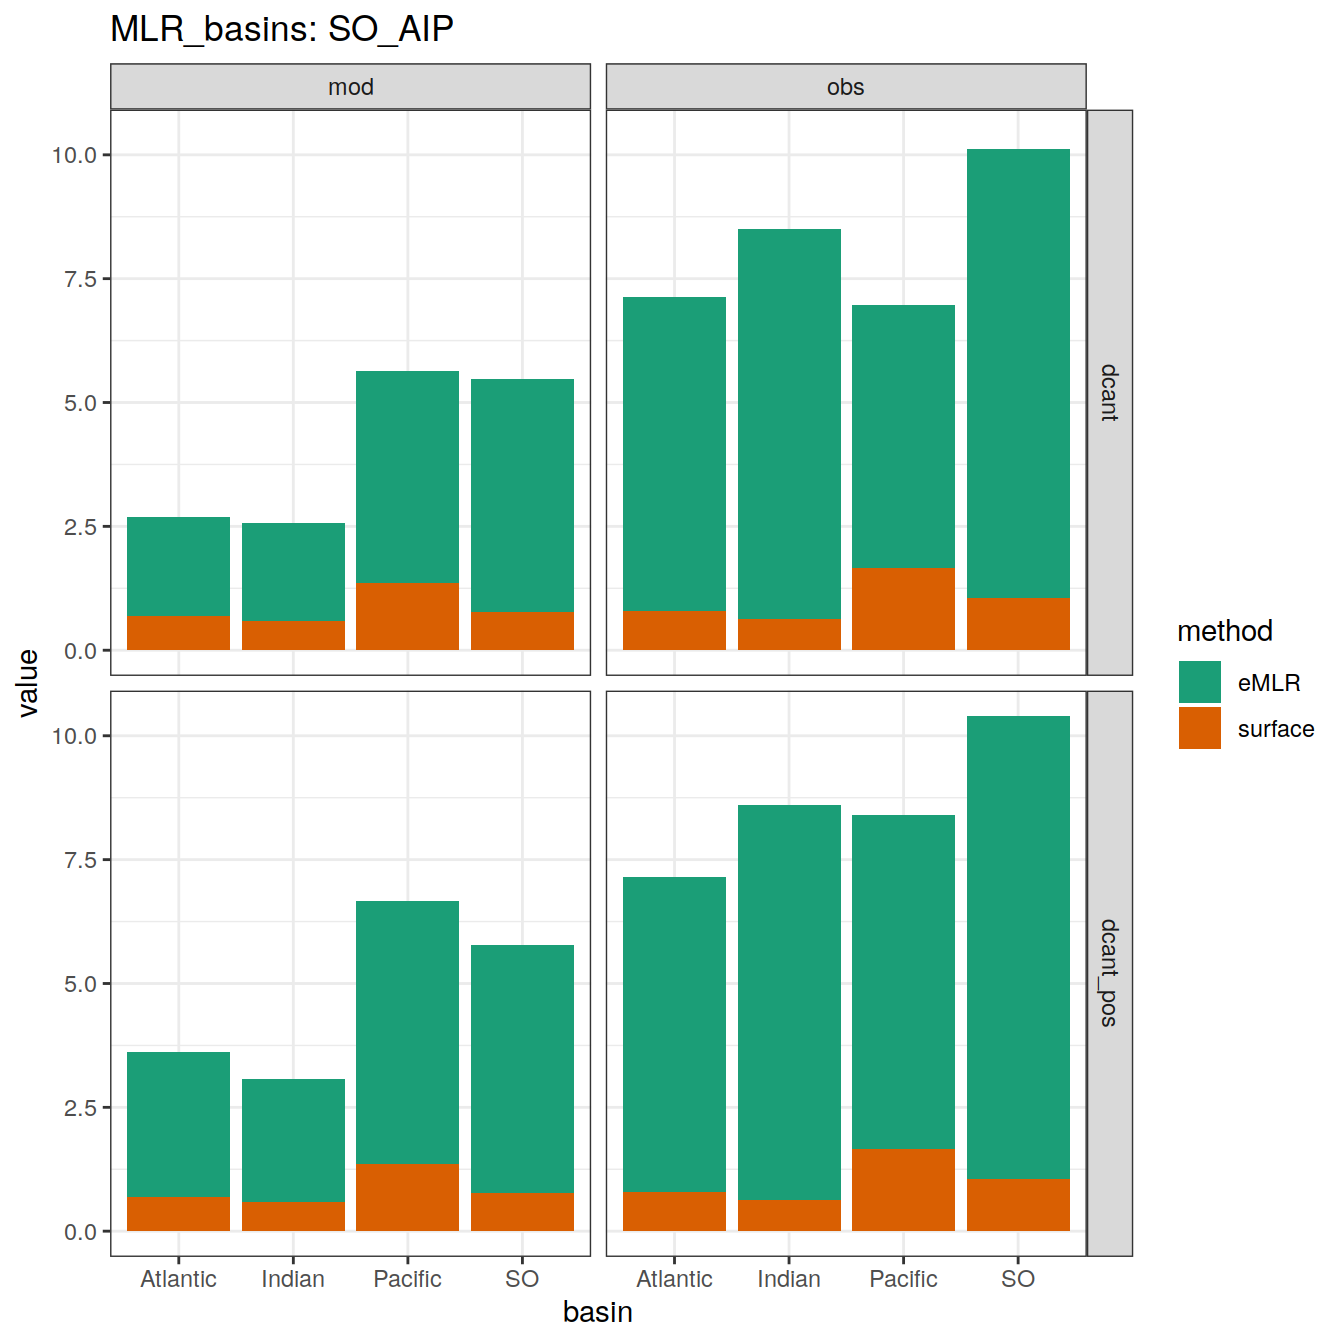 MLR_basins: SO_AIP
mod
obs
10.0
7.5
5.0
2.5
0.0
dcant
10.0
7.5
5.0
2.5
0.0
dcant_pos
value
Atlantic Indian Pacific SO
Atlantic Indian Pacific SO
basin
method
eMLR
surface